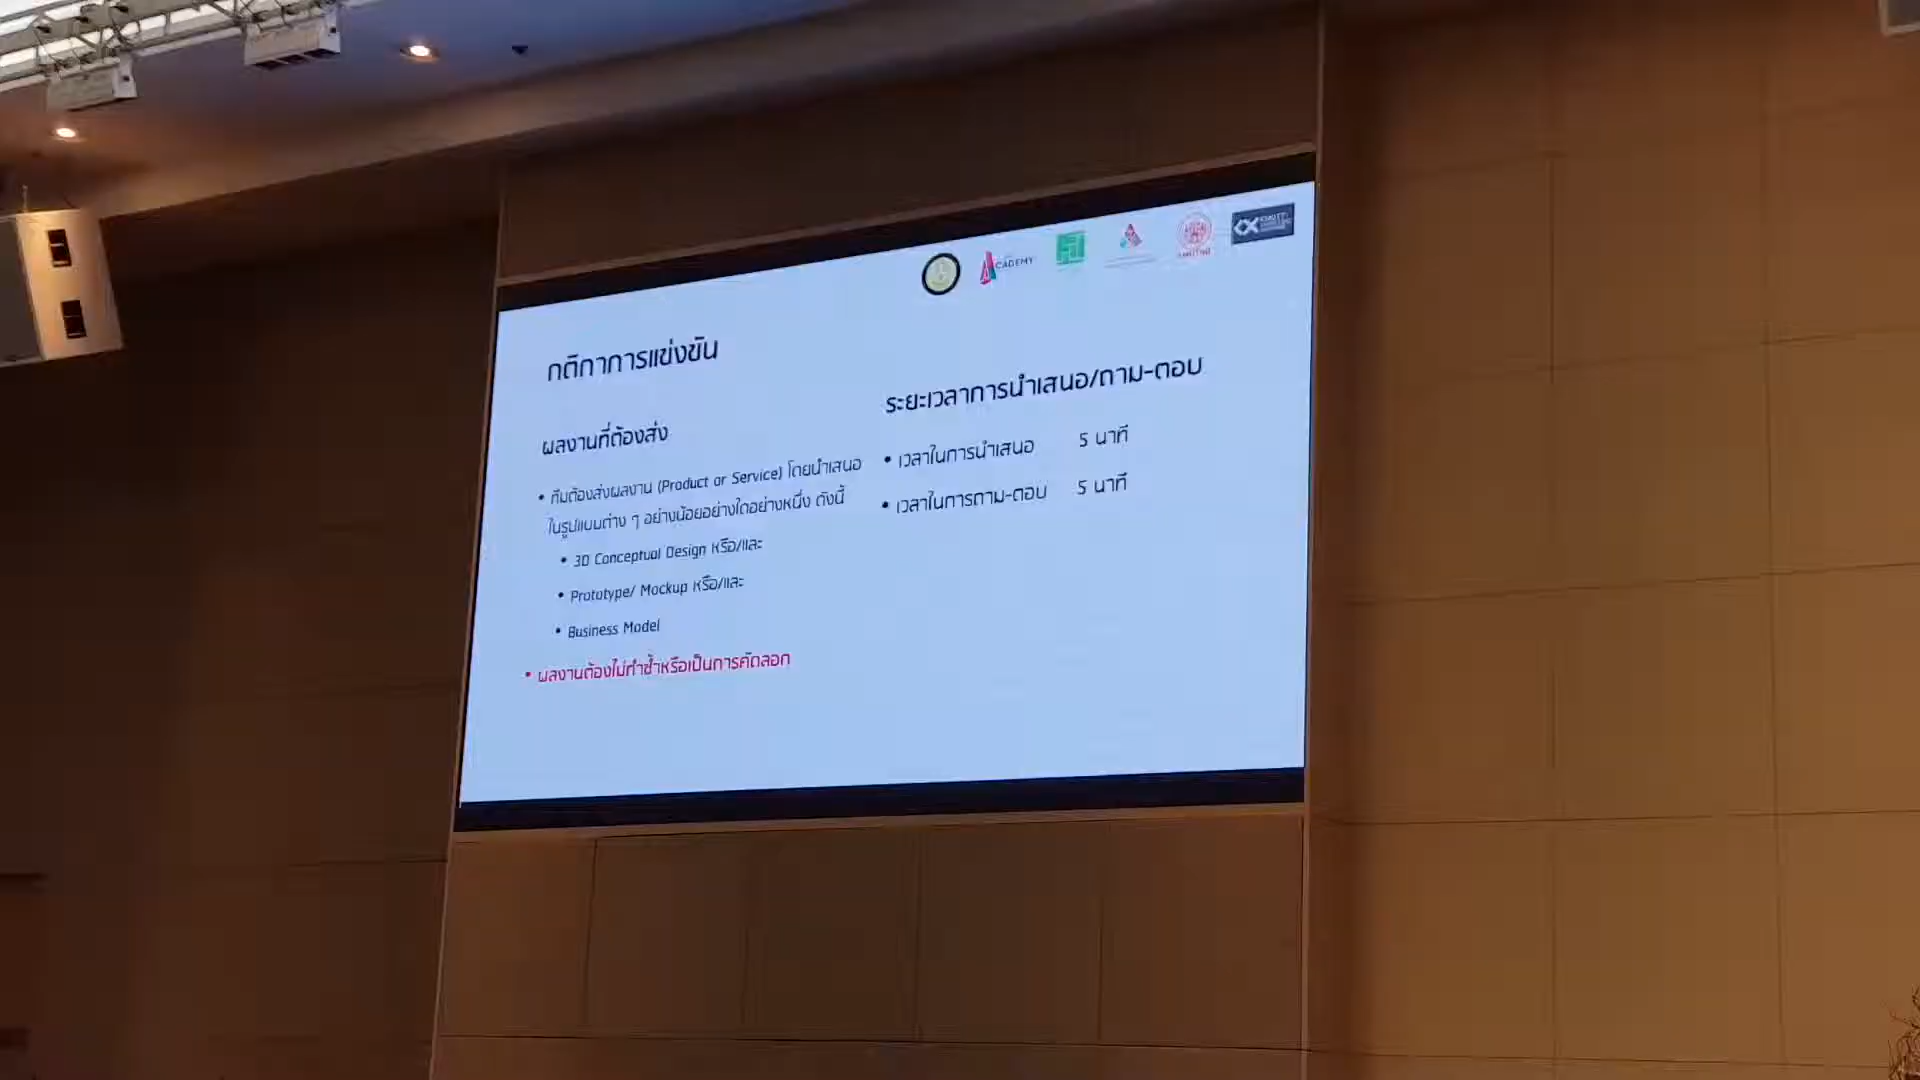 CADEMY
กติกาการแข่งขัน
ผลงานที่ต้องส่ง
• ทีมต้องส่งผลงาน (Product or Service) โดยนำเสนอ
ในรูปแบบต่าง ๆ อย่างน้อยอย่างใดอย่างหนึ่ง ดังนี้
• 3D Conceptual Design หรือ/และ
• Prototype/ Mockup หรือ/และ
• Business Model
• ผลงานต้องไม่ทำซ้ำหรือเป็นการคัดลอก
ระยะเวลาการนำเสนอ/ถาม-ตอบ
• เวลาในการนำเสนอ 5 นาที
• เวลาในการถาม-ตอบ 5 นาที